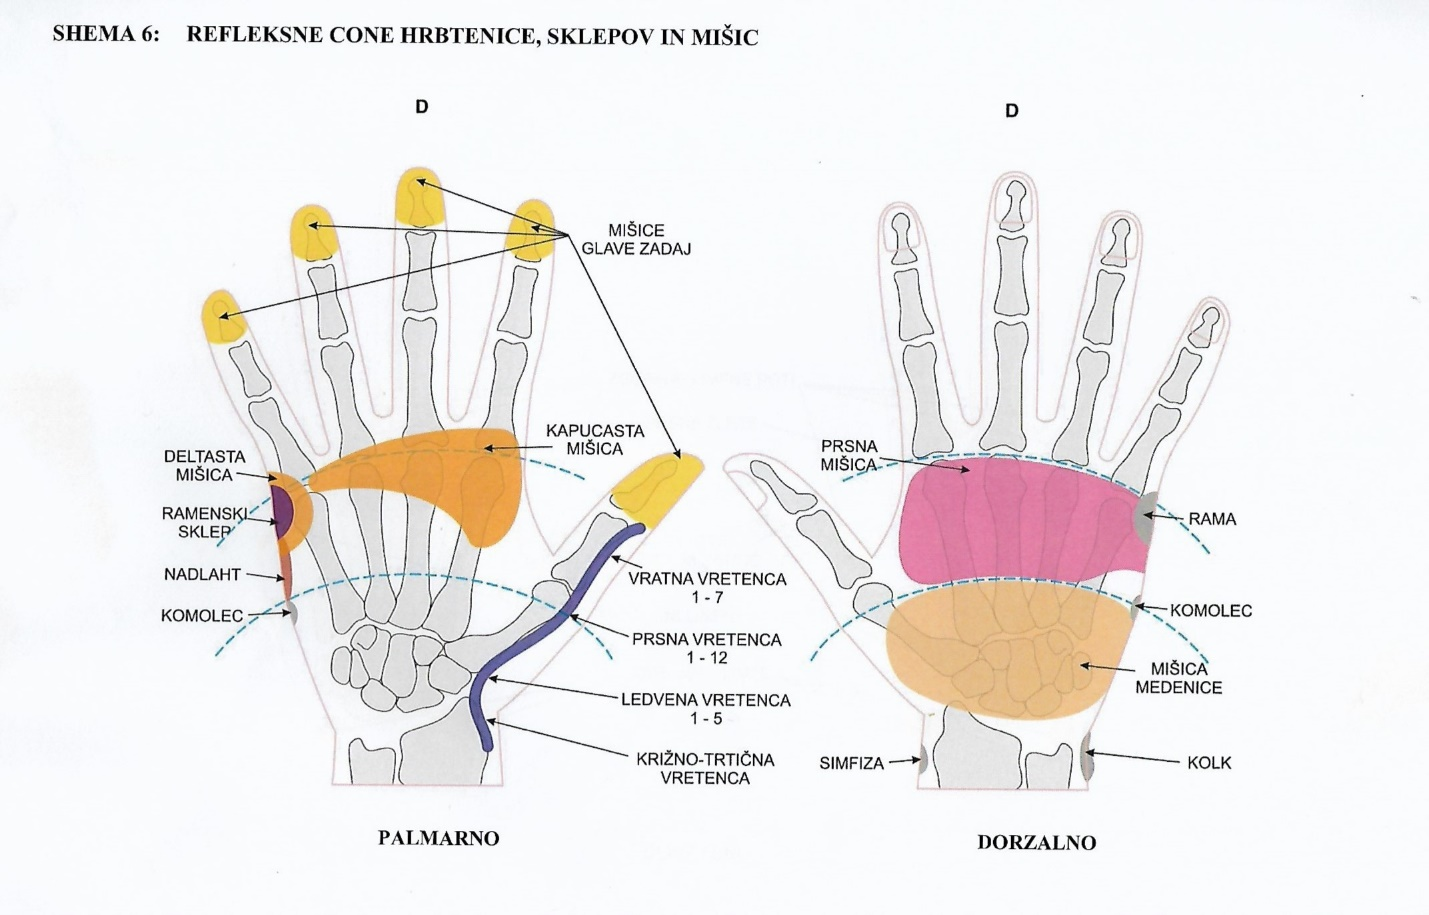 SHEMA 6: REFLEKSNE CONE HRBTENICE, SKLEPOV IN MIŠIC
D
D
MIŠICE
GLAVE ZADAJ
KAPUCASTA
MIŠICA
DELTASTA
MIŠICA
RAMENSKI
SKLEP
NADLAHT
KOMOLEC
VRATNA VRETENCA
1 - 7
PRSNA VRETENCA
1 - 12
LEDVENA VRETENCA
1 - 5
KRIŽNO-TRTIČNA
VRETENCA
PRSNA
MIŠICA
RAMA
KOMOLEC
MIŠICA
MEDENICE
SIMFIZA
KOLK
PALMARNO
DORZALNO